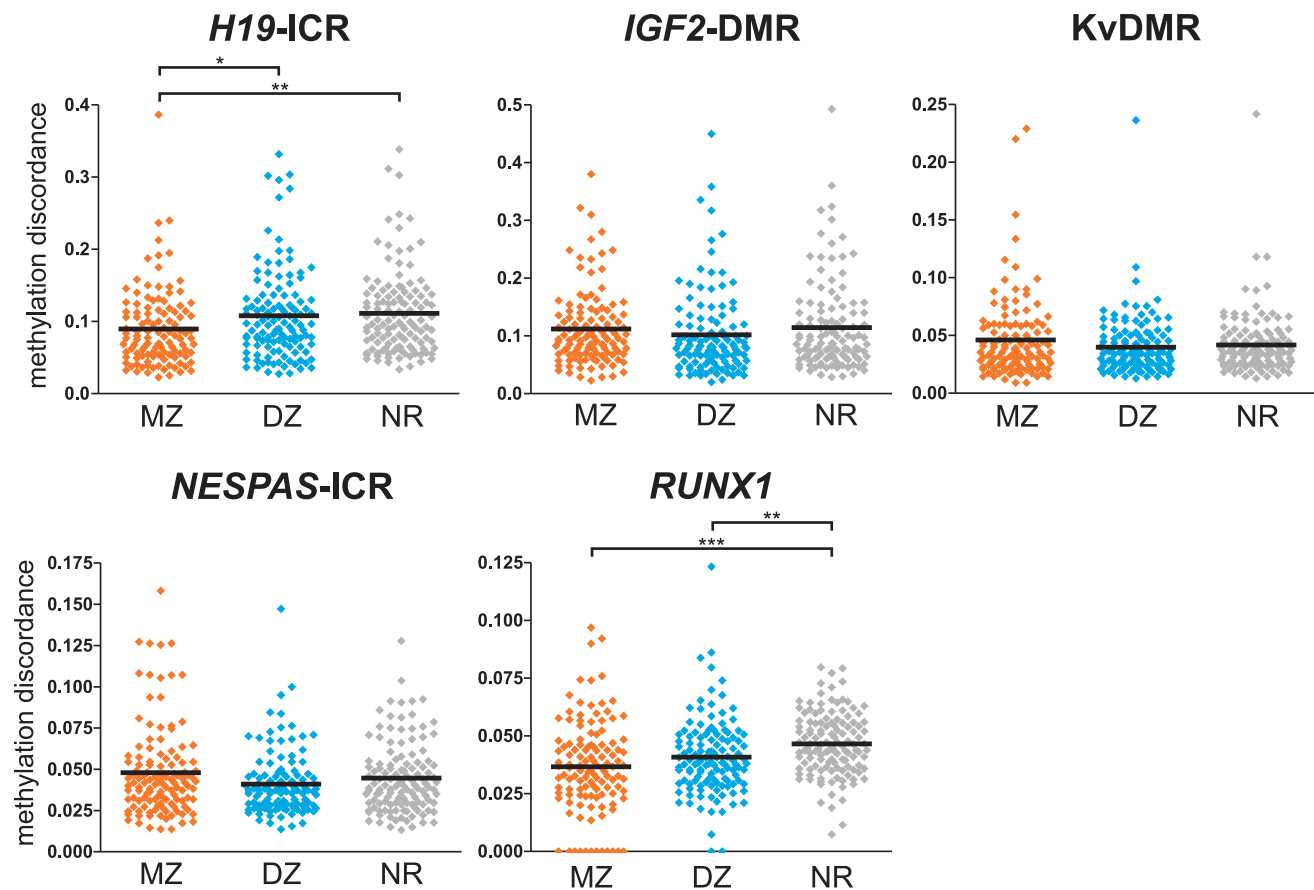 H19-ICR
IGF2-DMR
KvDMR
*
**
methylation discordance
0.4
0.3
0.2
0.1
0.0
MZ DZ NR
0.5
0.4
0.3
0.2
0.1
0.0
MZ DZ NR
0.25
0.20
0.15
0.10
0.05
0.00
MZ DZ NR
NESPAS-ICR
RUNX1
**
***
methylation discordance
0.175
0.150
0.125
0.100
0.075
0.050
0.025
0.000
MZ DZ NR
0.125
0.100
0.075
0.050
0.025
0.000
MZ DZ NR